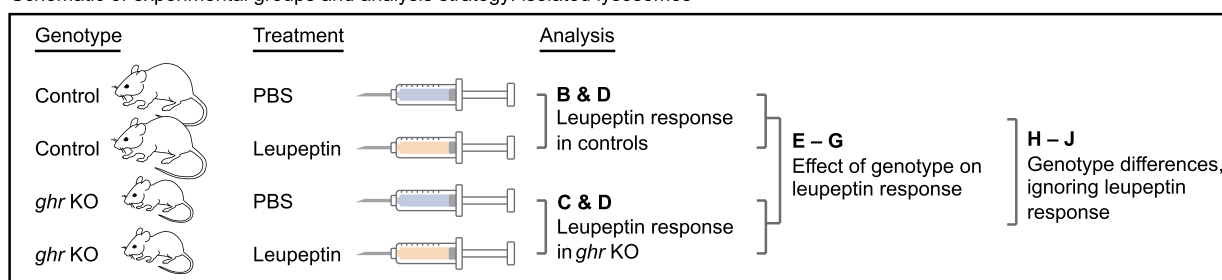 Schematic of experimental groups and analysis strategy: isolated lysosomes
Genotype Treatment Analysis
Control PBS
B & D
Leupeptin response
in controls
Control Leupeptin
E – G
Effect of genotype on
leupeptin response
H – J
Genotype differences,
ignoring leupeptin
response
ghr KO PBS
C & D
Leupeptin response
in ghr KO
ghr KO Leupeptin